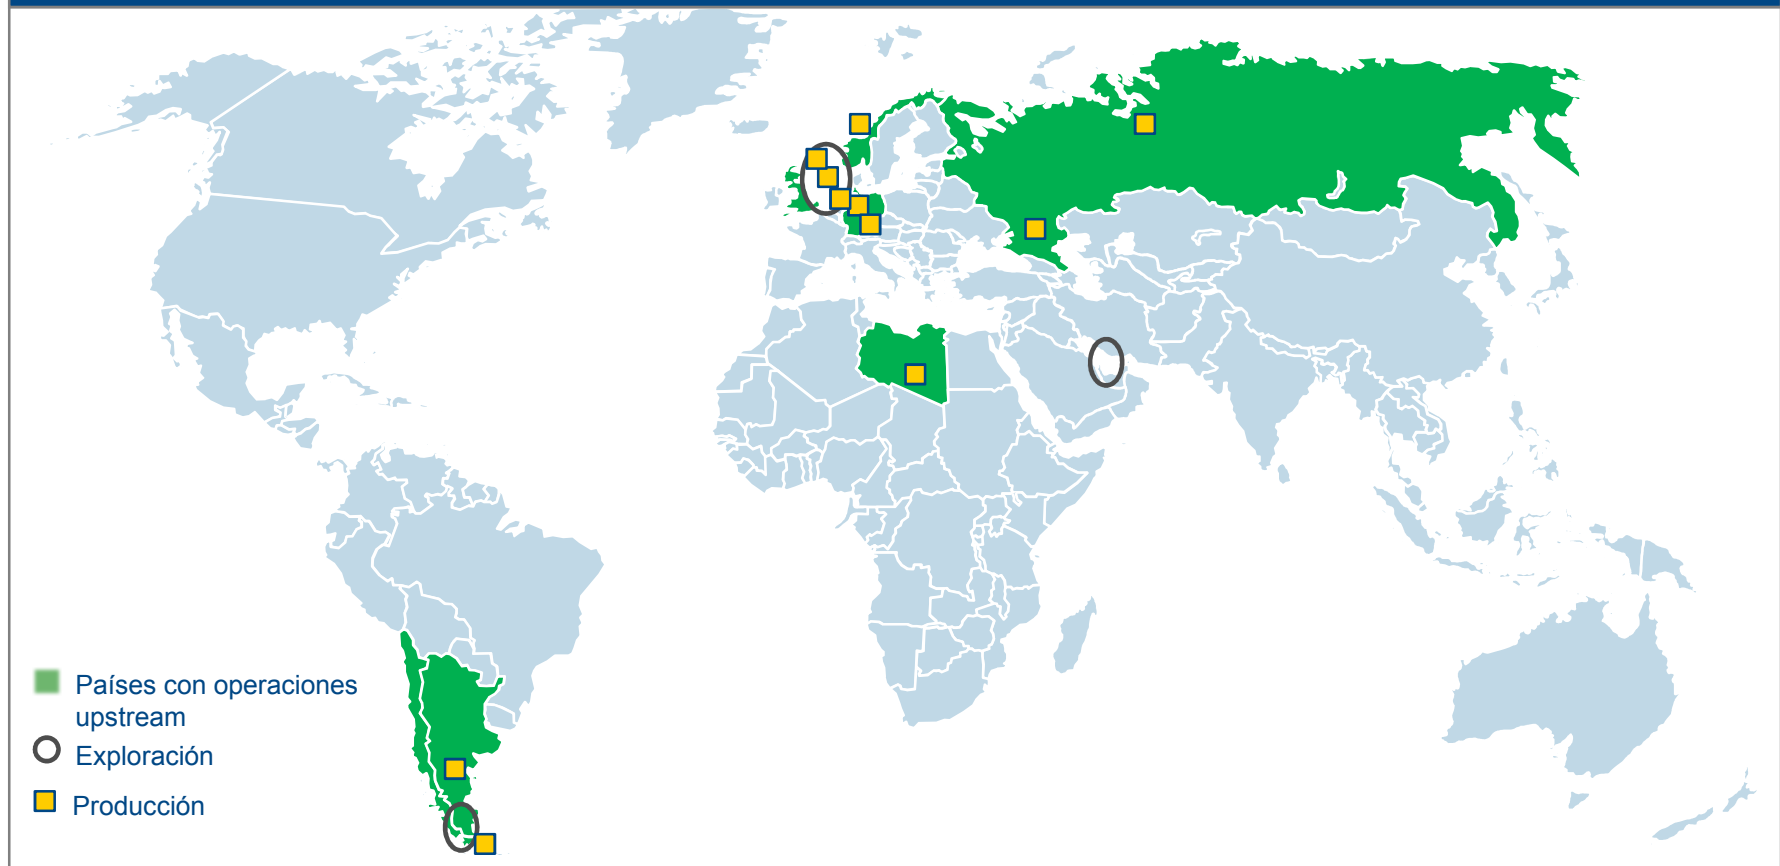 Países con operaciones
upstream
Exploración
Producción